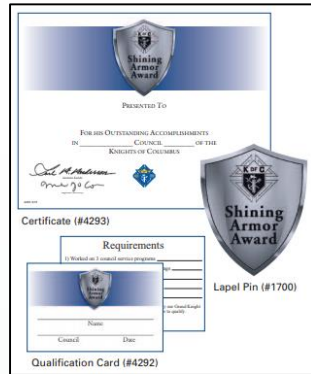 K of C
Shining
Armor
Award
PRESENTED TO
FOR HIS OUTSTANDING ACCOMPLISHMENTS
IN COUNCIL OF THE
KNIGHTS OF COLUMBUS
Certificate (#4293)
K OF C
Shining
Armor
Award
Lapel Pin (#1700)
Requirements
1) Worked on 3 council service programs
Name
Council Date
Qualification Card (#4292)